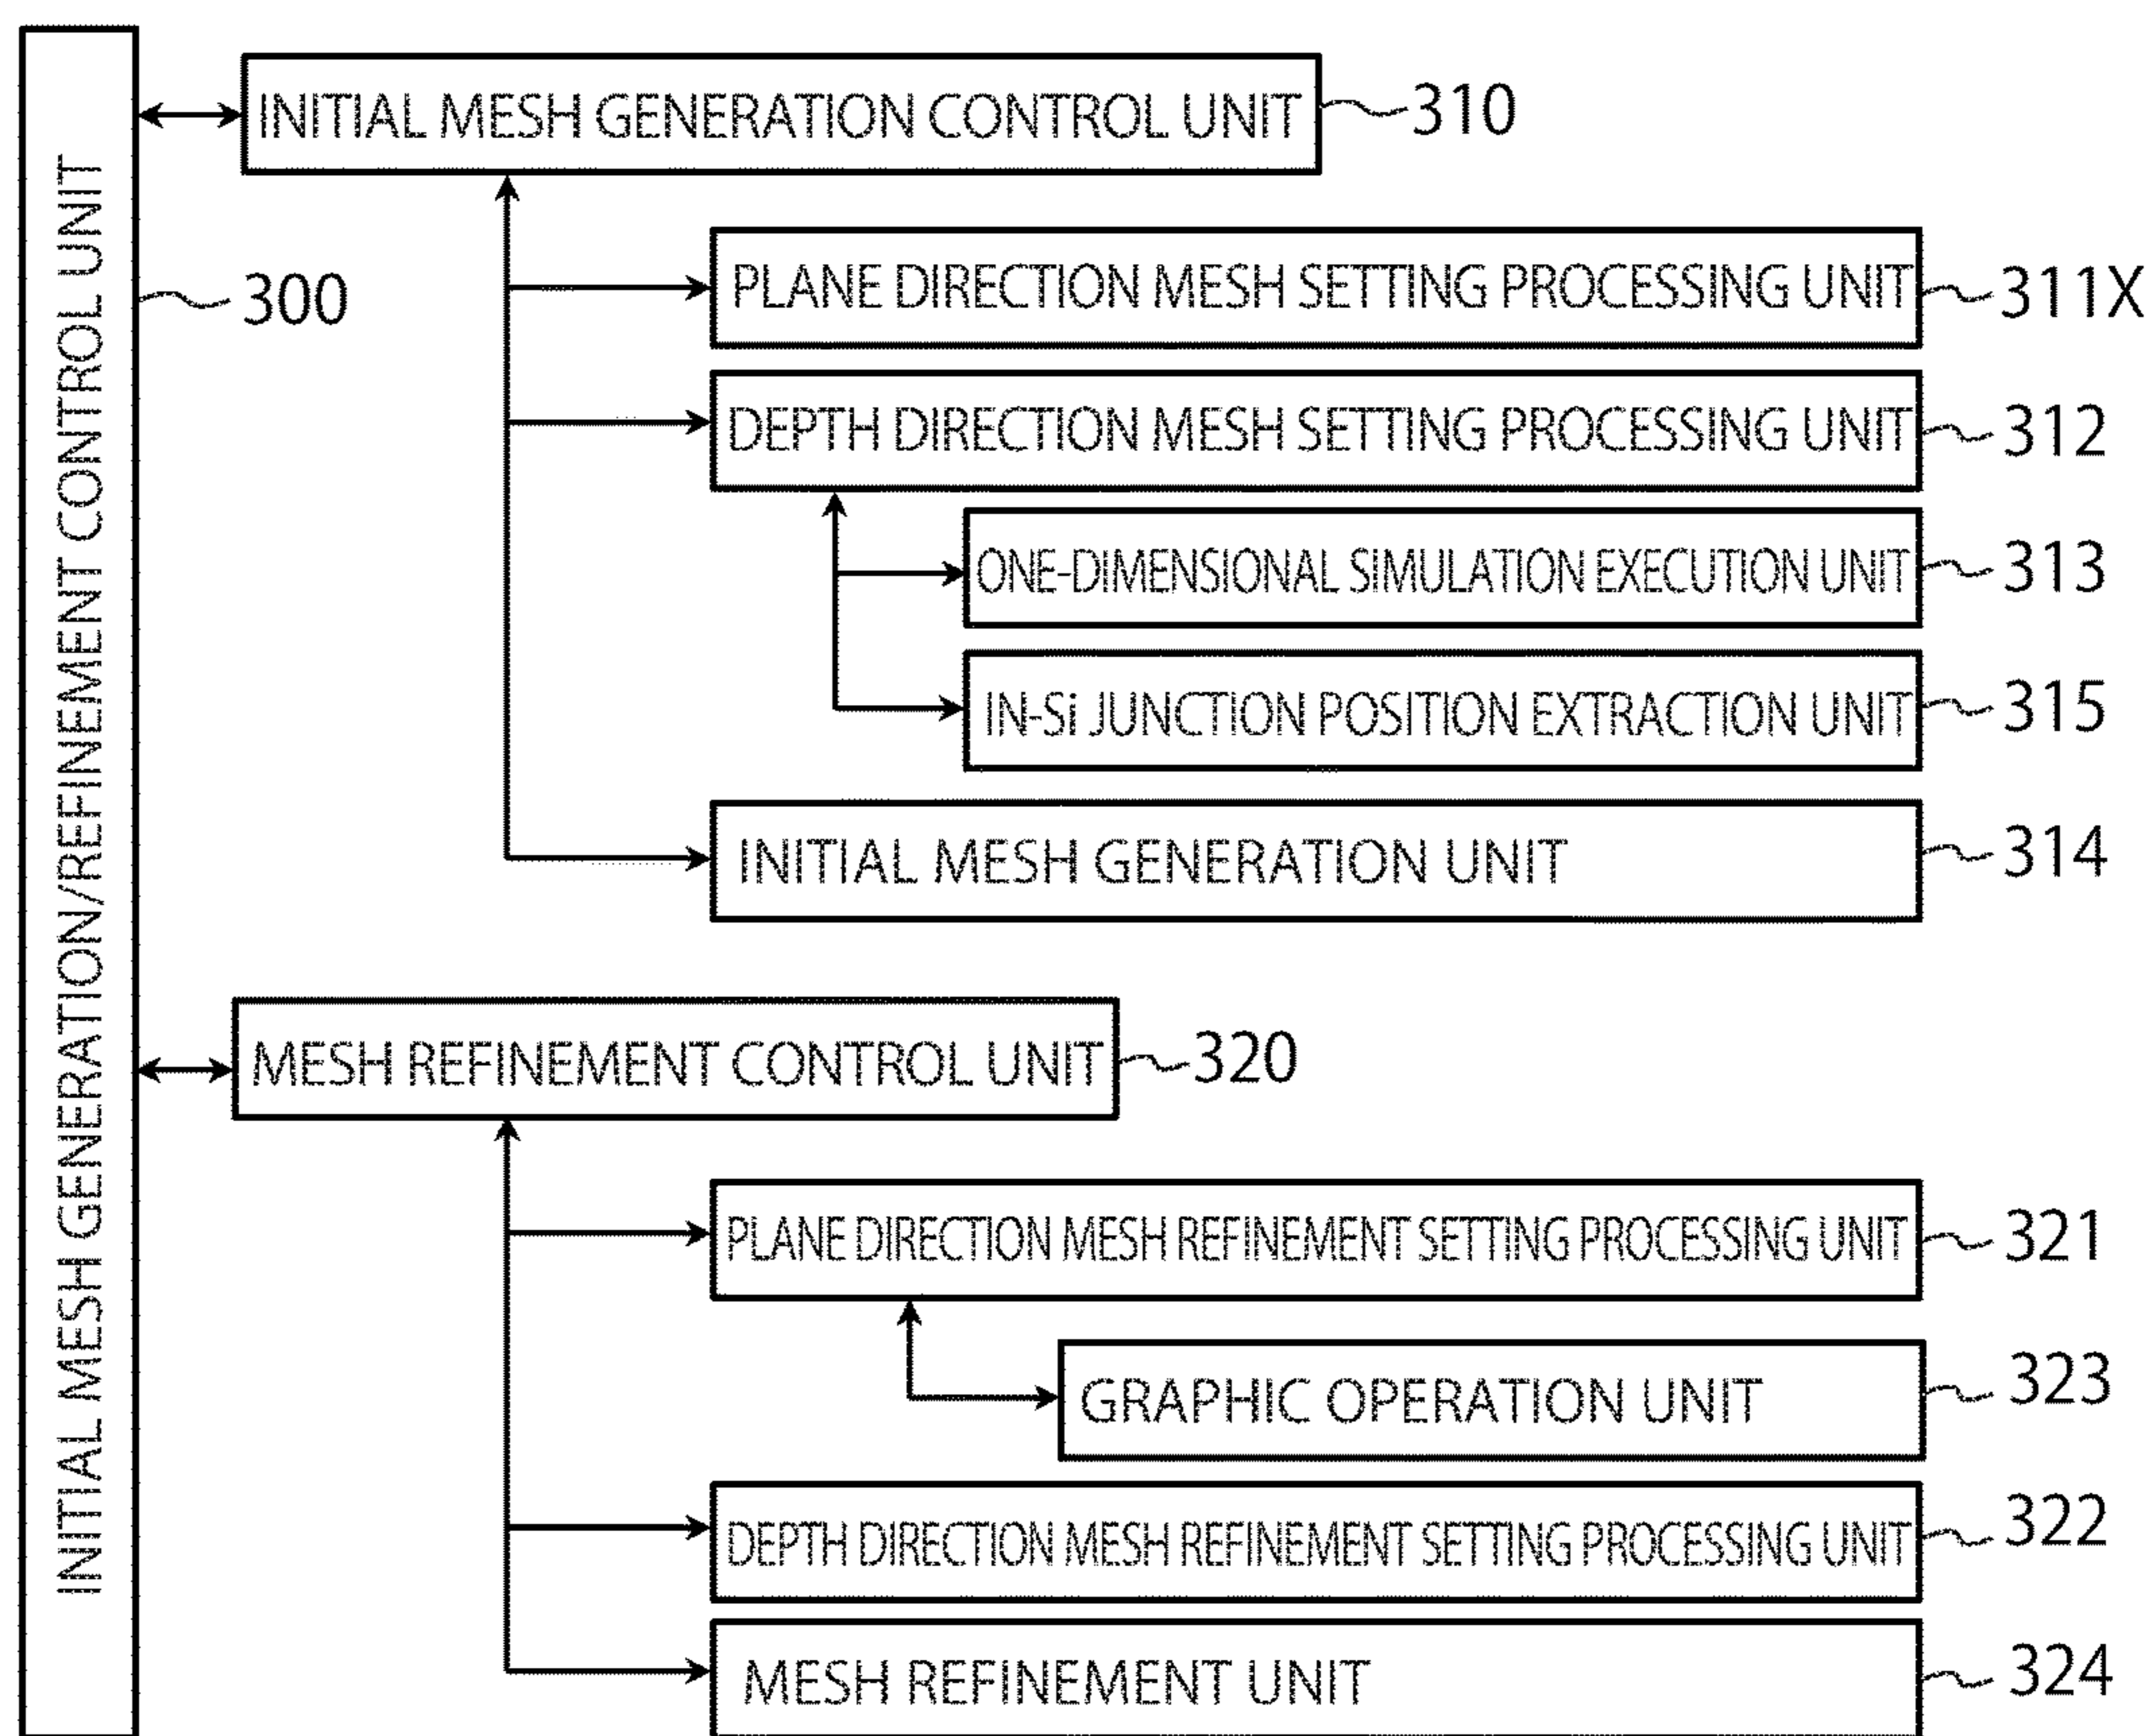 INITIAL MESH GENERATION/REFINEMENT CONTROL UNIT
300
INITIAL MESH GENERATION CONTROL UNIT
310
PLANE DIRECTION MESH SETTING PROCESSING UNIT
311X
DEPTH DIRECTION MESH SETTING PROCESSING UNIT
312
ONE-DIMENSIONAL SIMULATION EXECUTION UNIT
313
IN-Si JUNCTION POSITION EXTRACTION UNIT
315
INITIAL MESH GENERATION UNIT
314
MESH REFINEMENT CONTROL UNIT
320
PLANE DIRECTION MESH REFINEMENT SETTING PROCESSING UNIT
321
GRAPHIC OPERATION UNIT
323
DEPTH DIRECTION MESH REFINEMENT SETTING PROCESSING UNIT
322
MESH REFINEMENT UNIT
324